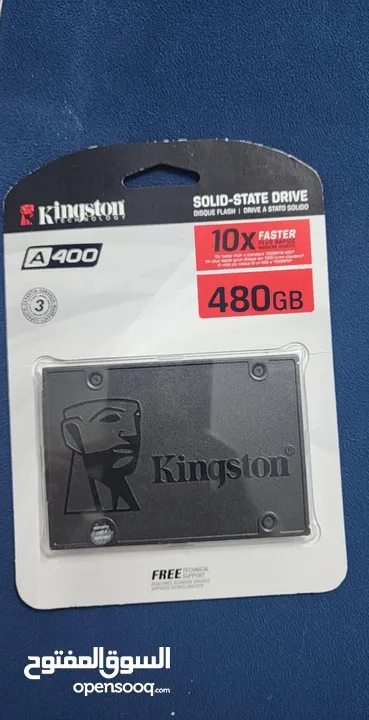 Kingston
TECHNOLOGY
SOLID-STATE DRIVE
DISQUE FLASH | DRIVE A STATO SOLIDO
A400
10x FASTER
480GB
3
Kingston
FREE TECHNICAL SUPPORT
السوق المفتوح
opensooq.com